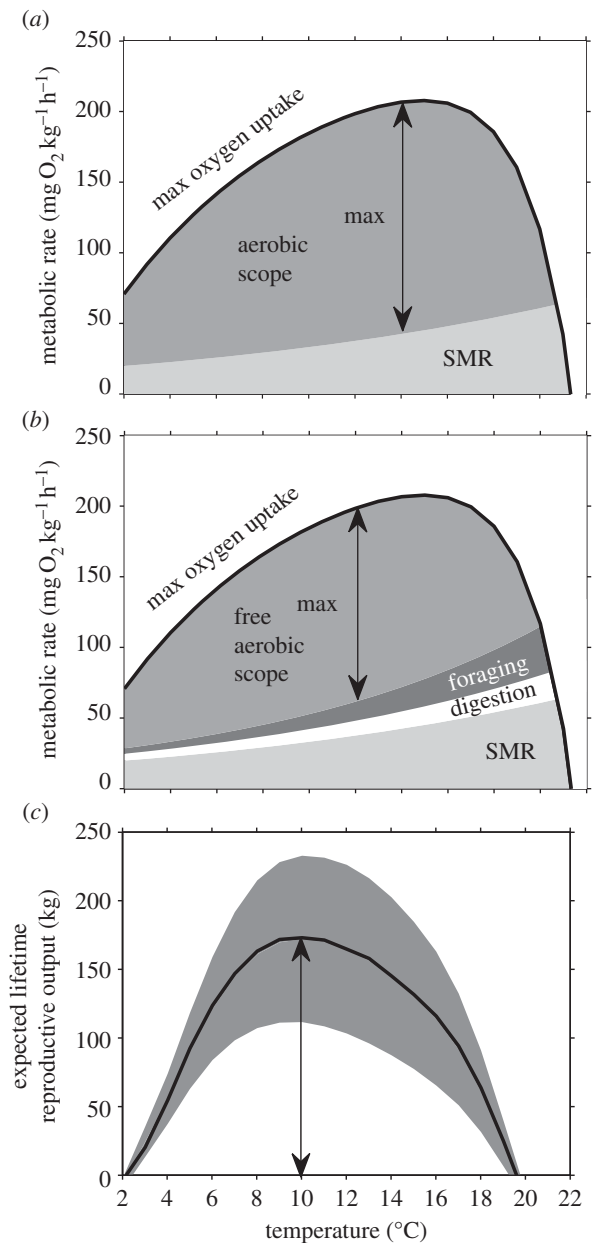 (a)
250
200
150
100
50
0
metabolic rate (mg O₂ kg⁻¹ h⁻¹)
max oxygen uptake
aerobic
scope
max
SMR
(b)
250
200
150
100
50
0
metabolic rate (mg O₂ kg⁻¹ h⁻¹)
max oxygen uptake
free
aerobic
scope
max
foraging
digestion
SMR
(c)
250
200
150
100
50
0
expected lifetime
reproductive output (kg)
2 4 6 8 10 12 14 16 18 20 22
temperature (°C)